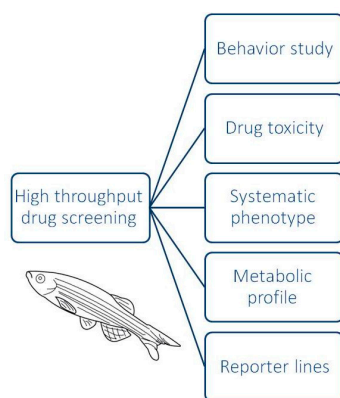 Behavior study
Drug toxicity
High throughput
drug screening
Systematic
phenotype
Metabolic
profile
Reporter lines